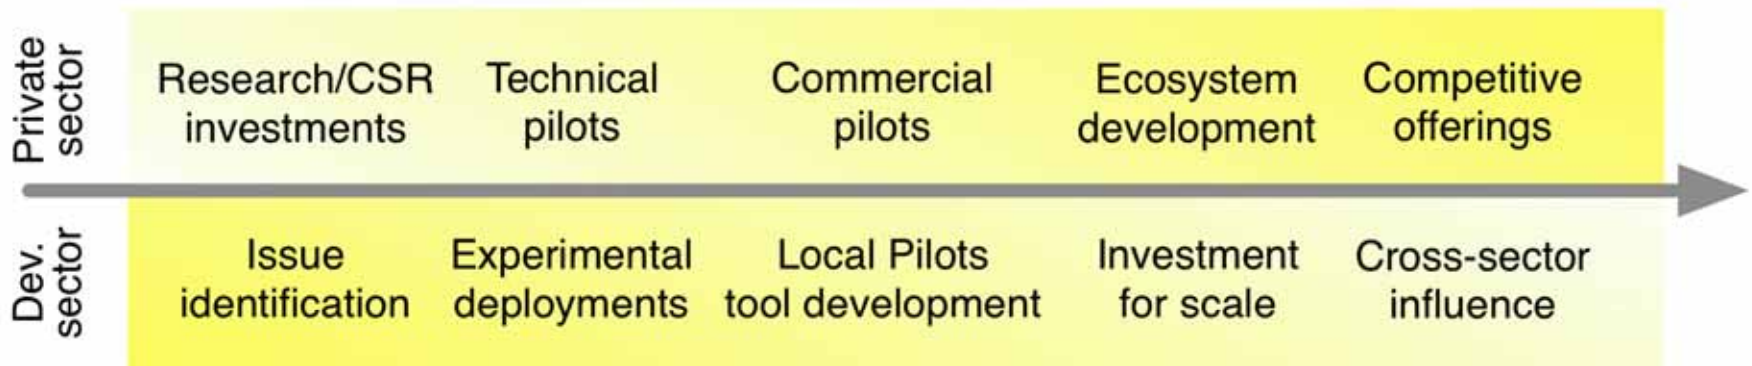 Private
sector
Research/CSR
investments
Technical
pilots
Commercial
pilots
Ecosystem
development
Competitive
offerings
Dev.
sector
Issue
identification
Experimental
deployments
Local Pilots
tool development
Investment
for scale
Cross-sector
influence